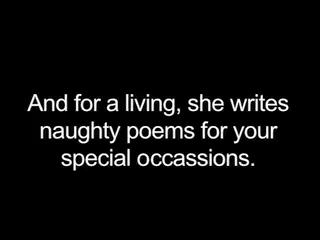 And for a living, she writes
naughty poems for your
special occassions.